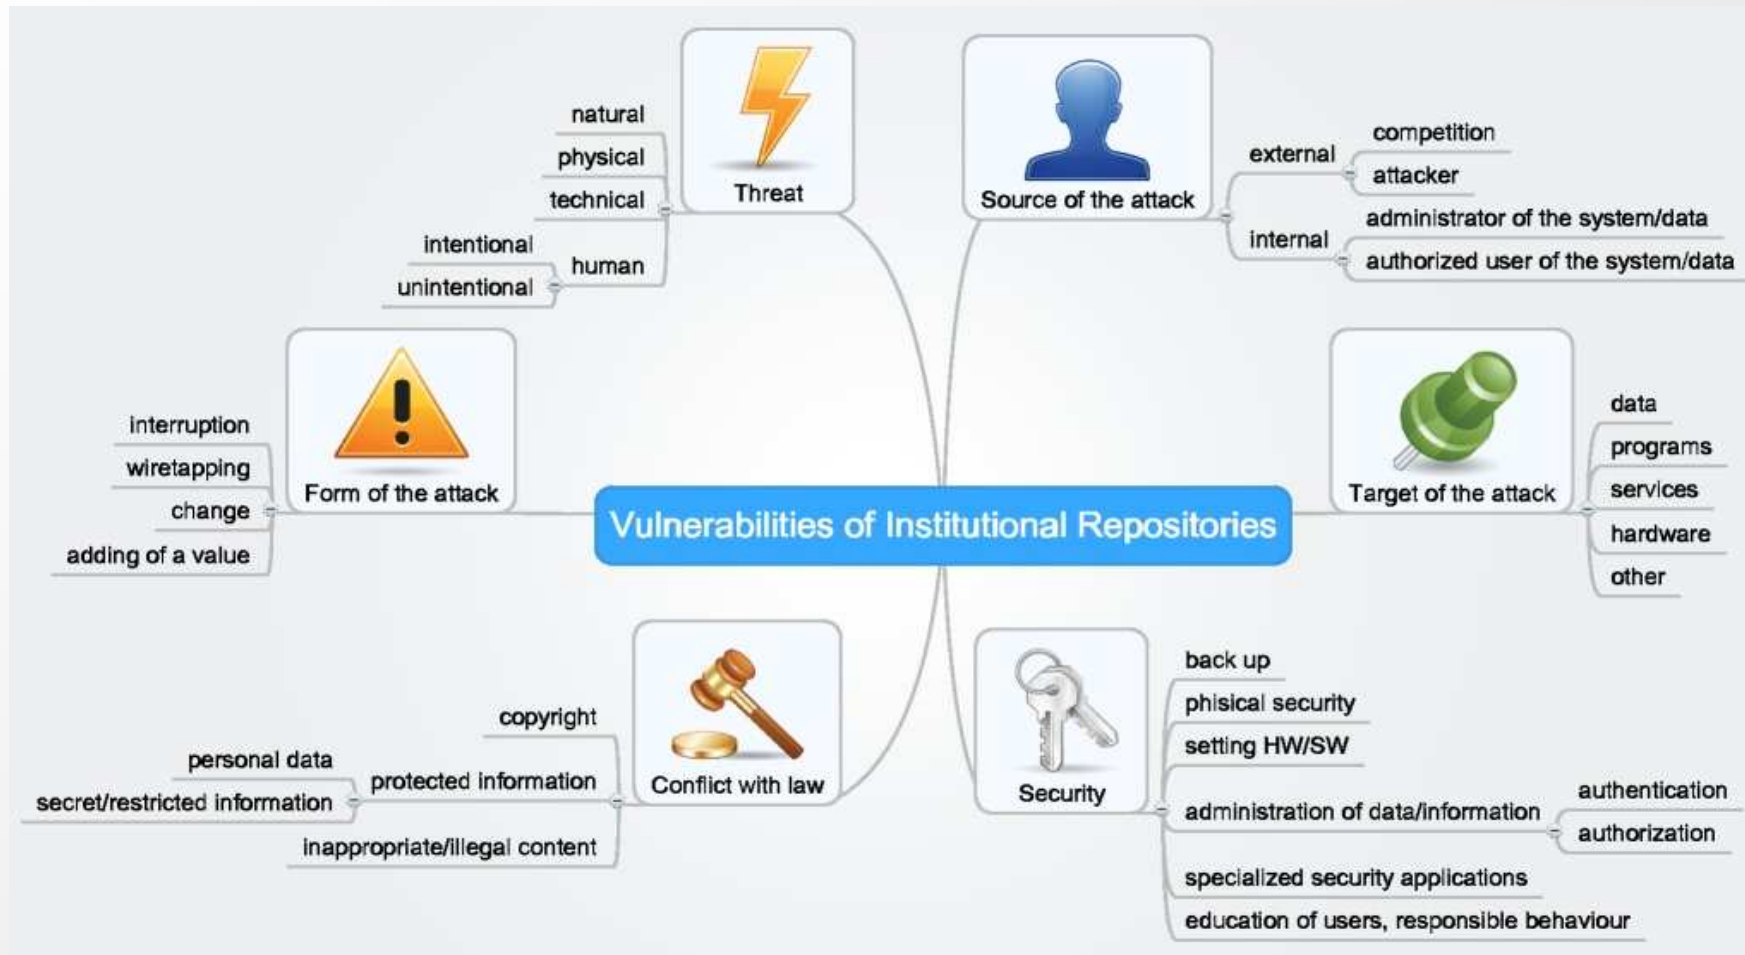 Threat
natural
physical
technical
human
intentional
unintentional
Source of the attack
external
competition
attacker
internal
administrator of the system/data
authorized user of the system/data
Form of the attack
interruption
wiretapping
change
adding of a value
Vulnerabilities of Institutional Repositories
Target of the attack
data
programs
services
hardware
other
Conflict with law
copyright
protected information
personal data
secret/restricted information
inappropriate/illegal content
Security
back up
phisical security
setting HW/SW
administration of data/information
authentication
authorization
specialized security applications
education of users, responsible behaviour